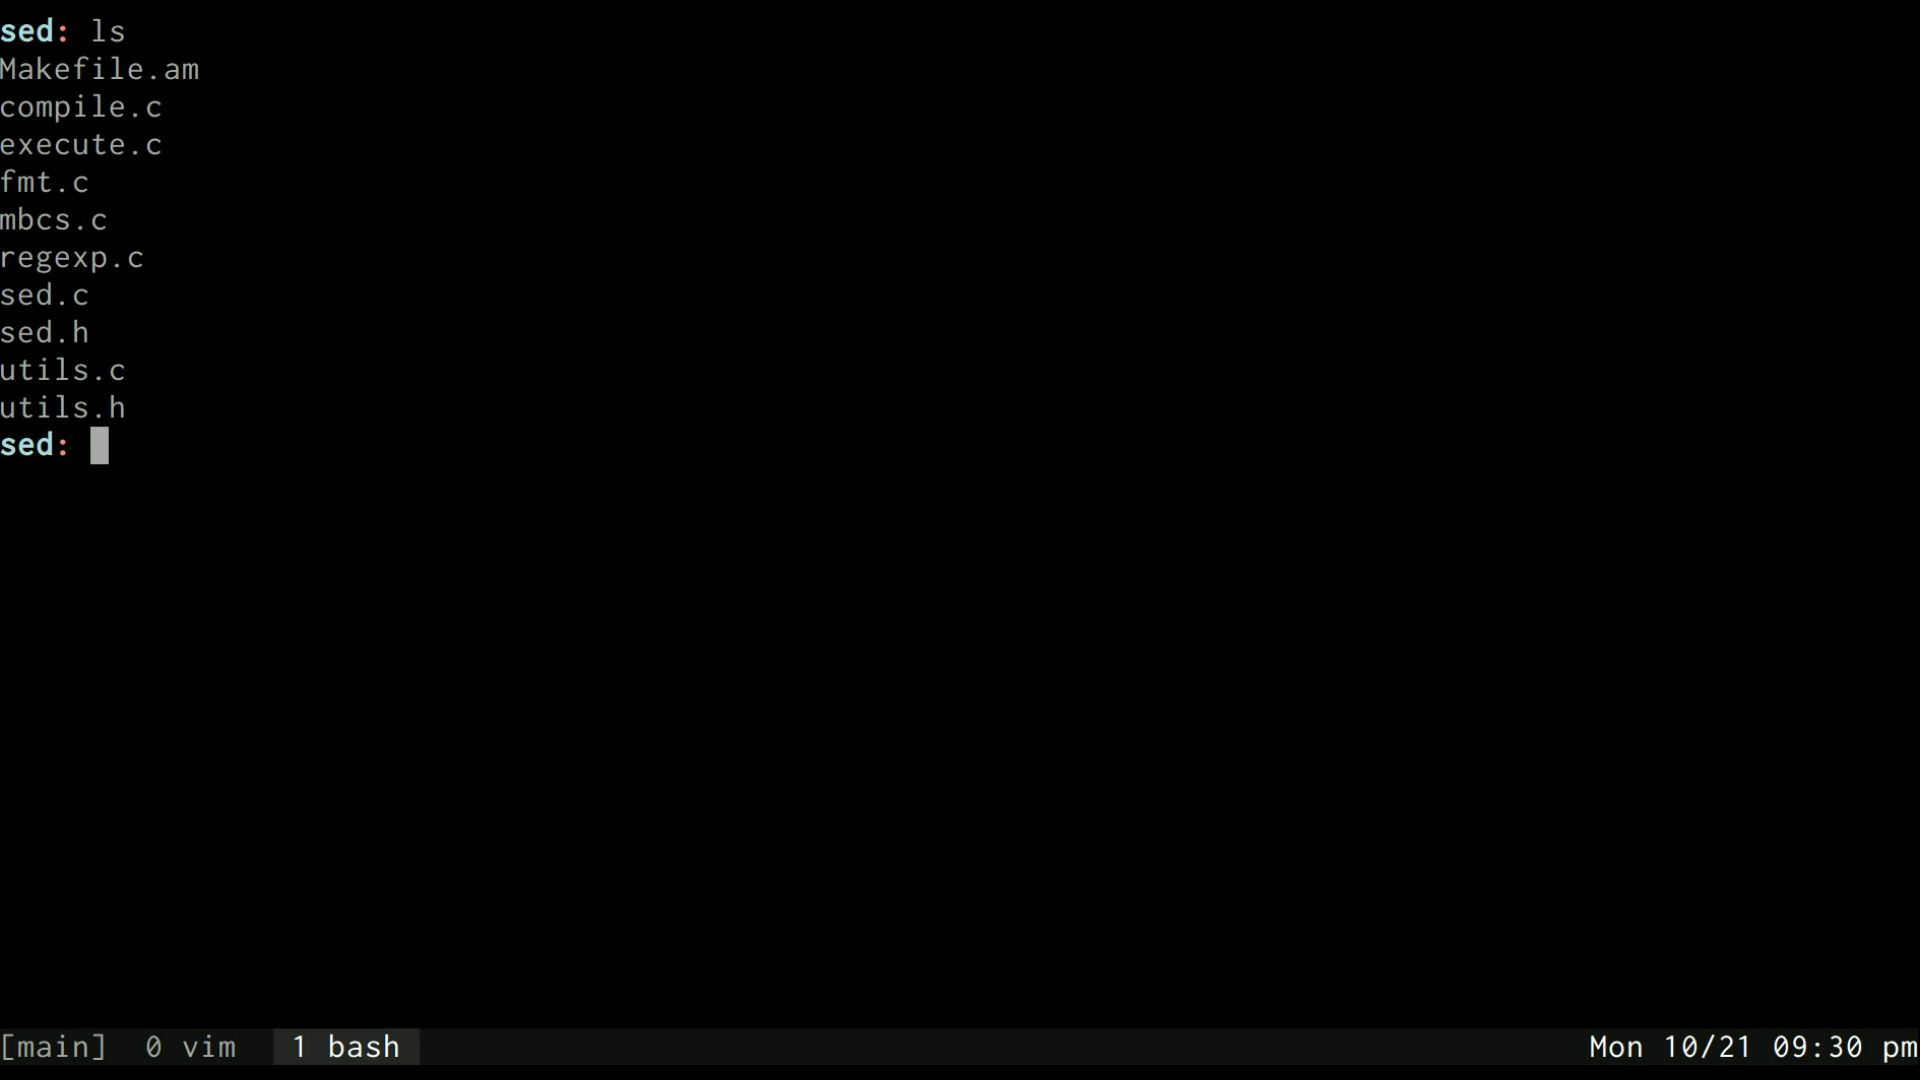 sed: ls
Makefile.am
compile.c
execute.c
fmt.c
mbcs.c
regexp.c
sed.c
sed.h
utils.c
utils.h
sed:
[main] 0 vim 1 bash Mon 10/21 09:30 pm